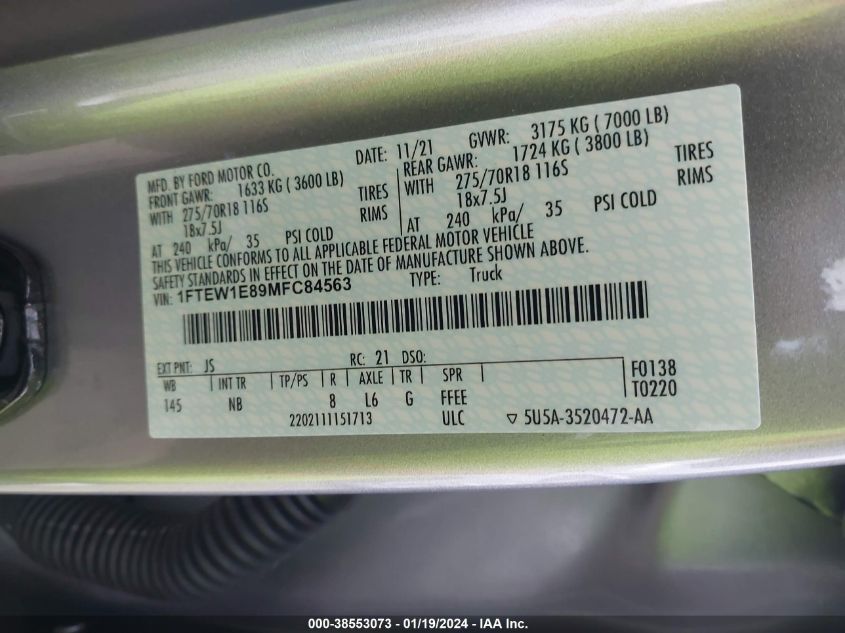 MFD. BY FORD MOTOR CO. DATE: 11/21 GVWR: 3175 KG ( 7000 LB)
FRONT GAWR: 1633 KG ( 3600 LB) REAR GAWR: 1724 KG ( 3800 LB)
WITH 275/70R18 116S TIRES WITH 275/70R18 116S TIRES
18x7.5J RIMS 18x7.5J RIMS
AT 240 kPa/ 35 PSI COLD AT 240 kPa/ 35 PSI COLD
THIS VEHICLE CONFORMS TO ALL APPLICABLE FEDERAL MOTOR VEHICLE
SAFETY STANDARDS IN EFFECT ON THE DATE OF MANUFACTURE SHOWN ABOVE.
VIN: 1FTEW1E89MFC84563 TYPE: Truck
EXT PNT: JS RC: 21 DSO:
WB INT TR TP/PS R AXLE TR SPR F0138
145 NB 8 L6 G FFEE T0220
2202111151713 ULC ▽ 5U5A-3520472-AA
000-38553073 - 01/19/2024 - IAA Inc.